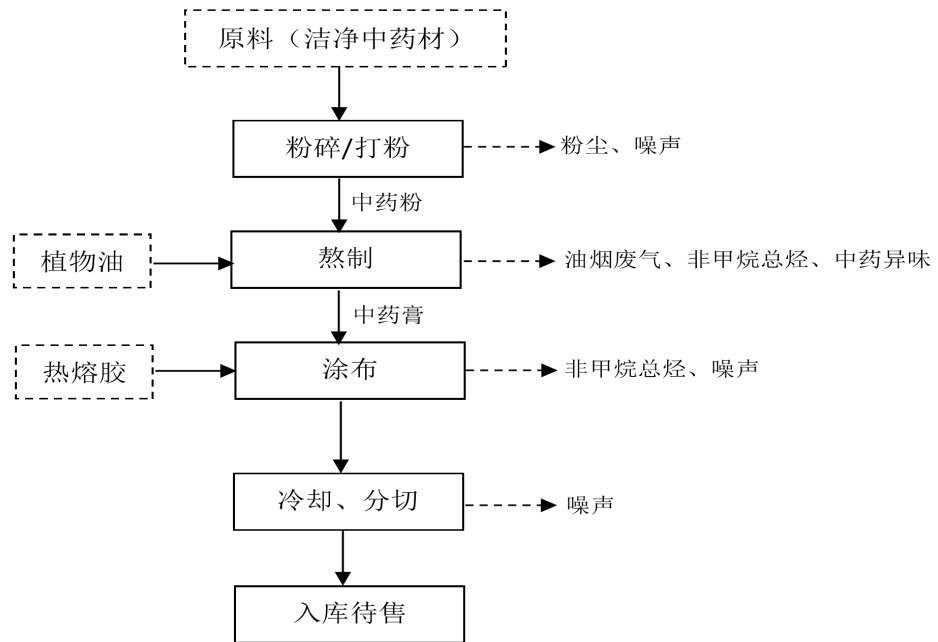 原料（洁净中药材）
粉碎/打粉
粉尘、噪声
中药粉
植物油
熬制
油烟废气、非甲烷总烃、中药异味
中药膏
热熔胶
涂布
非甲烷总烃、噪声
冷却、分切
噪声
入库待售